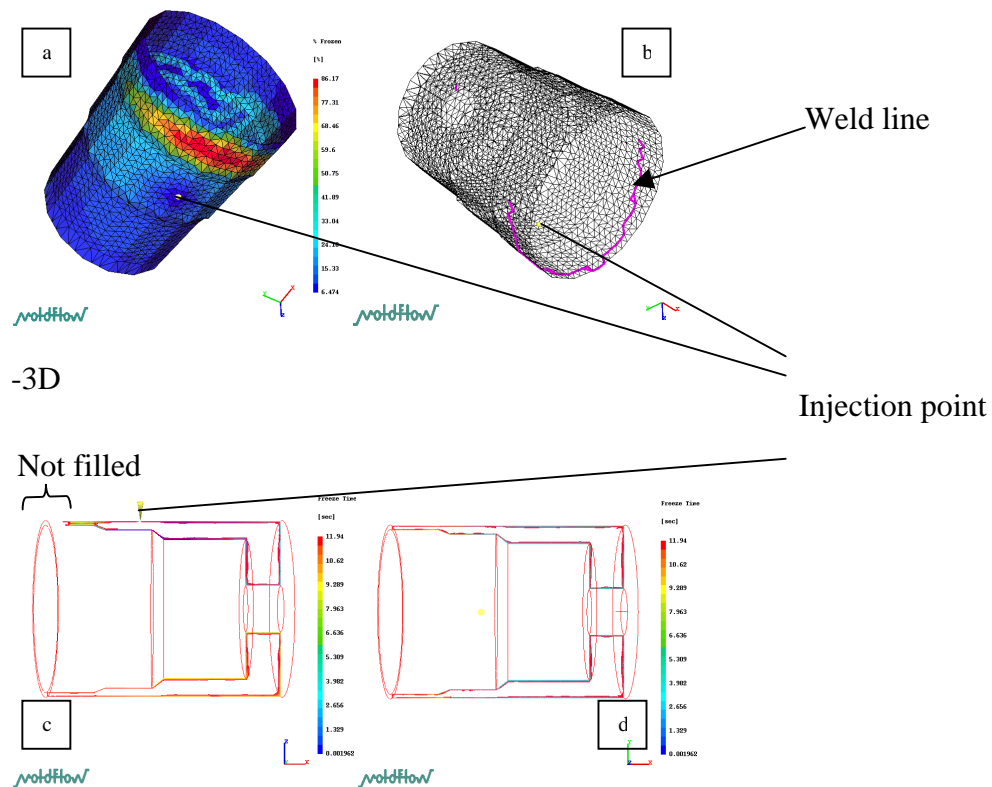 a
% Frozen
[%]
86.17
77.31
68.46
59.60
50.75
41.89
33.04
24.18
15.33
6.474
Y
X
Z
moldflow
b
Weld line
Y
X
Z
moldflow
-3D
Injection point
Not filled
Freeze Time
[sec]
11.94
10.62
9.289
7.963
6.636
5.309
3.982
2.656
1.329
0.001962
c
Z
X
moldflow
Freeze Time
[sec]
11.94
10.62
9.289
7.963
6.636
5.309
3.982
2.656
1.329
0.001962
d
Y
X
moldflow